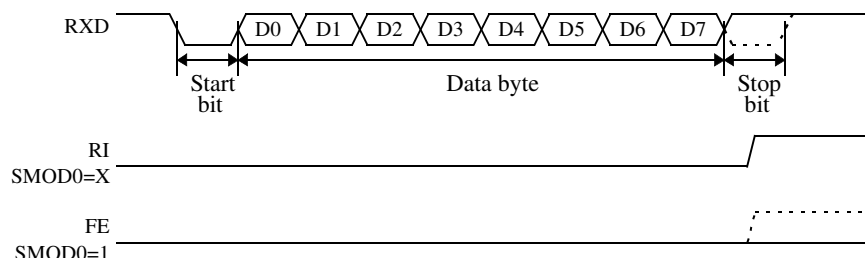 RXD D0 D1 D2 D3 D4 D5 D6 D7
Start bit
Data byte
Stop bit
RI
SMOD0=X
FE
SMOD0=1